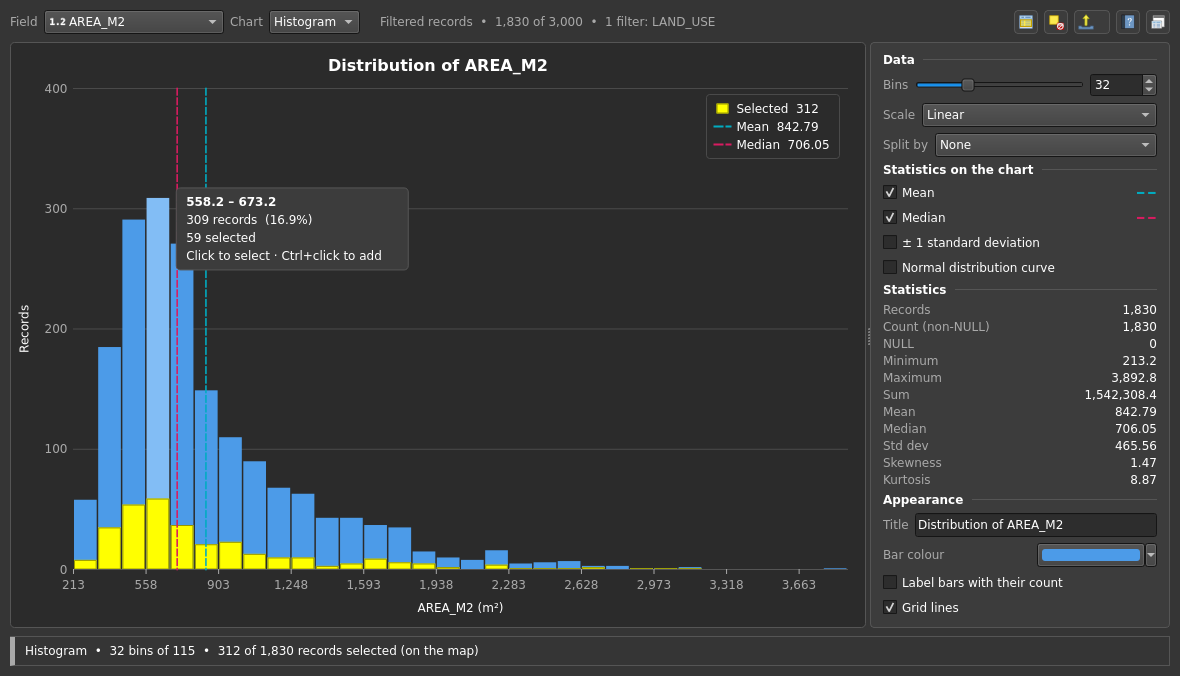 Field 1.2 AREA_M2 Chart Histogram Filtered records • 1,830 of 3,000 • 1 filter: LAND_USE
Distribution of AREA_M2
400
300
200
100
0
Records
Selected 312
Mean 842.79
Median 706.05
558.2 – 673.2
309 records (16.9%)
59 selected
Click to select · Ctrl+click to add
213 558 903 1,248 1,593 1,938 2,283 2,628 2,973 3,318 3,663
AREA_M2 (m²)
Data
Bins 32
Scale Linear
Split by None
Statistics on the chart
Mean
Median
± 1 standard deviation
Normal distribution curve
Statistics
Records 1,830
Count (non-NULL) 1,830
NULL 0
Minimum 213.2
Maximum 3,892.8
Sum 1,542,308.4
Mean 842.79
Median 706.05
Std dev 465.56
Skewness 1.47
Kurtosis 8.87
Appearance
Title Distribution of AREA_M2
Bar colour
Label bars with their count
Grid lines
Histogram • 32 bins of 115 • 312 of 1,830 records selected (on the map)